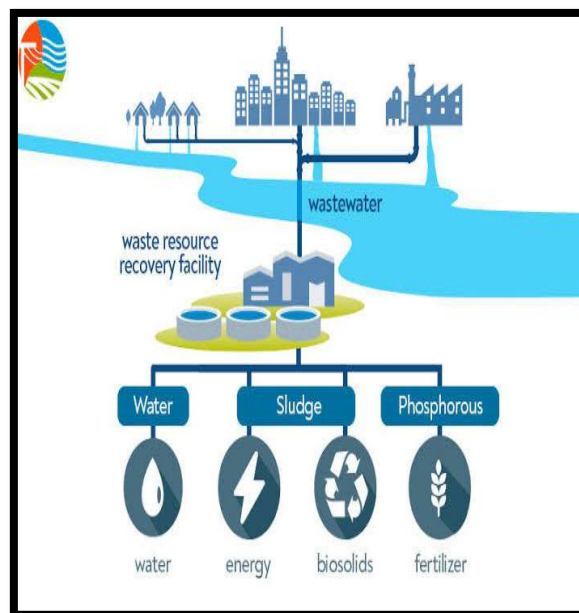 wastewater
waste resource
recovery facility
Water
Sludge
Phosphorous
water
energy
biosolids
fertilizer